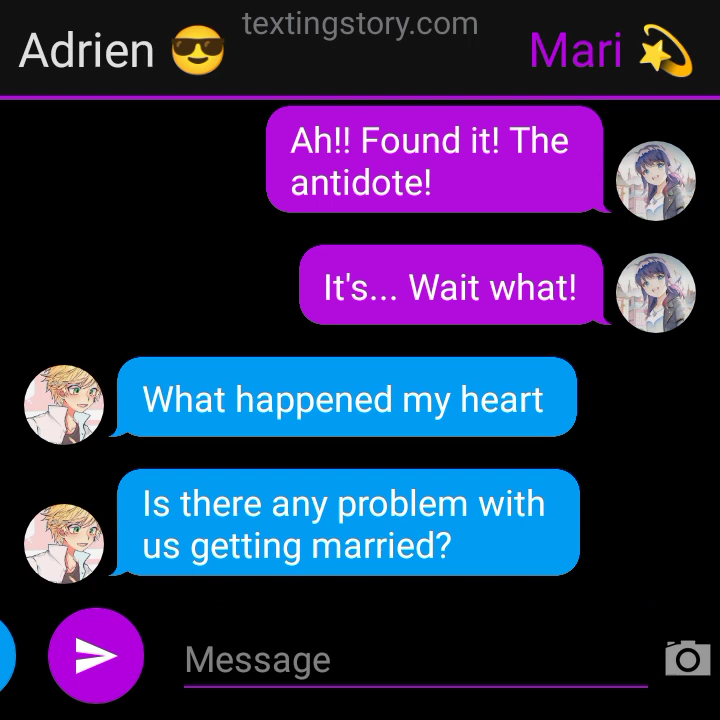 textingstory.com
Adrien 😎
Mari 💫
Ah!! Found it! The
antidote!
It's... Wait what!
What happened my heart
Is there any problem with
us getting married?
Message